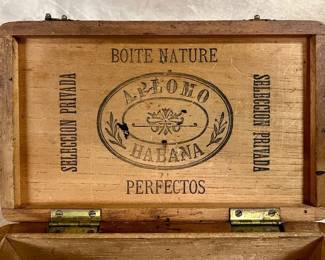 BOITE NATURE
SELECCION PRIVADA
APLOMO
HABANA
SELECCION PRIVADA
PERFECTOS